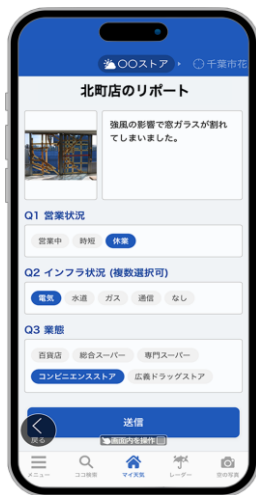 〇〇ストア
千葉市花
北町店のリポート
強風の影響で窓ガラスが割れ
てしまいました。
Q1 営業状況
営業中 時短 休業
Q2 インフラ状況 (複数選択可)
電気 水道 ガス 通信 なし
Q3 業態
百貨店 総合スーパー 専門スーパー
コンビニエンスストア 広義ドラッグストア
送信
戻る
画面内を操作
メニュー ココ検索 マイ天気 レーダー 空の写真